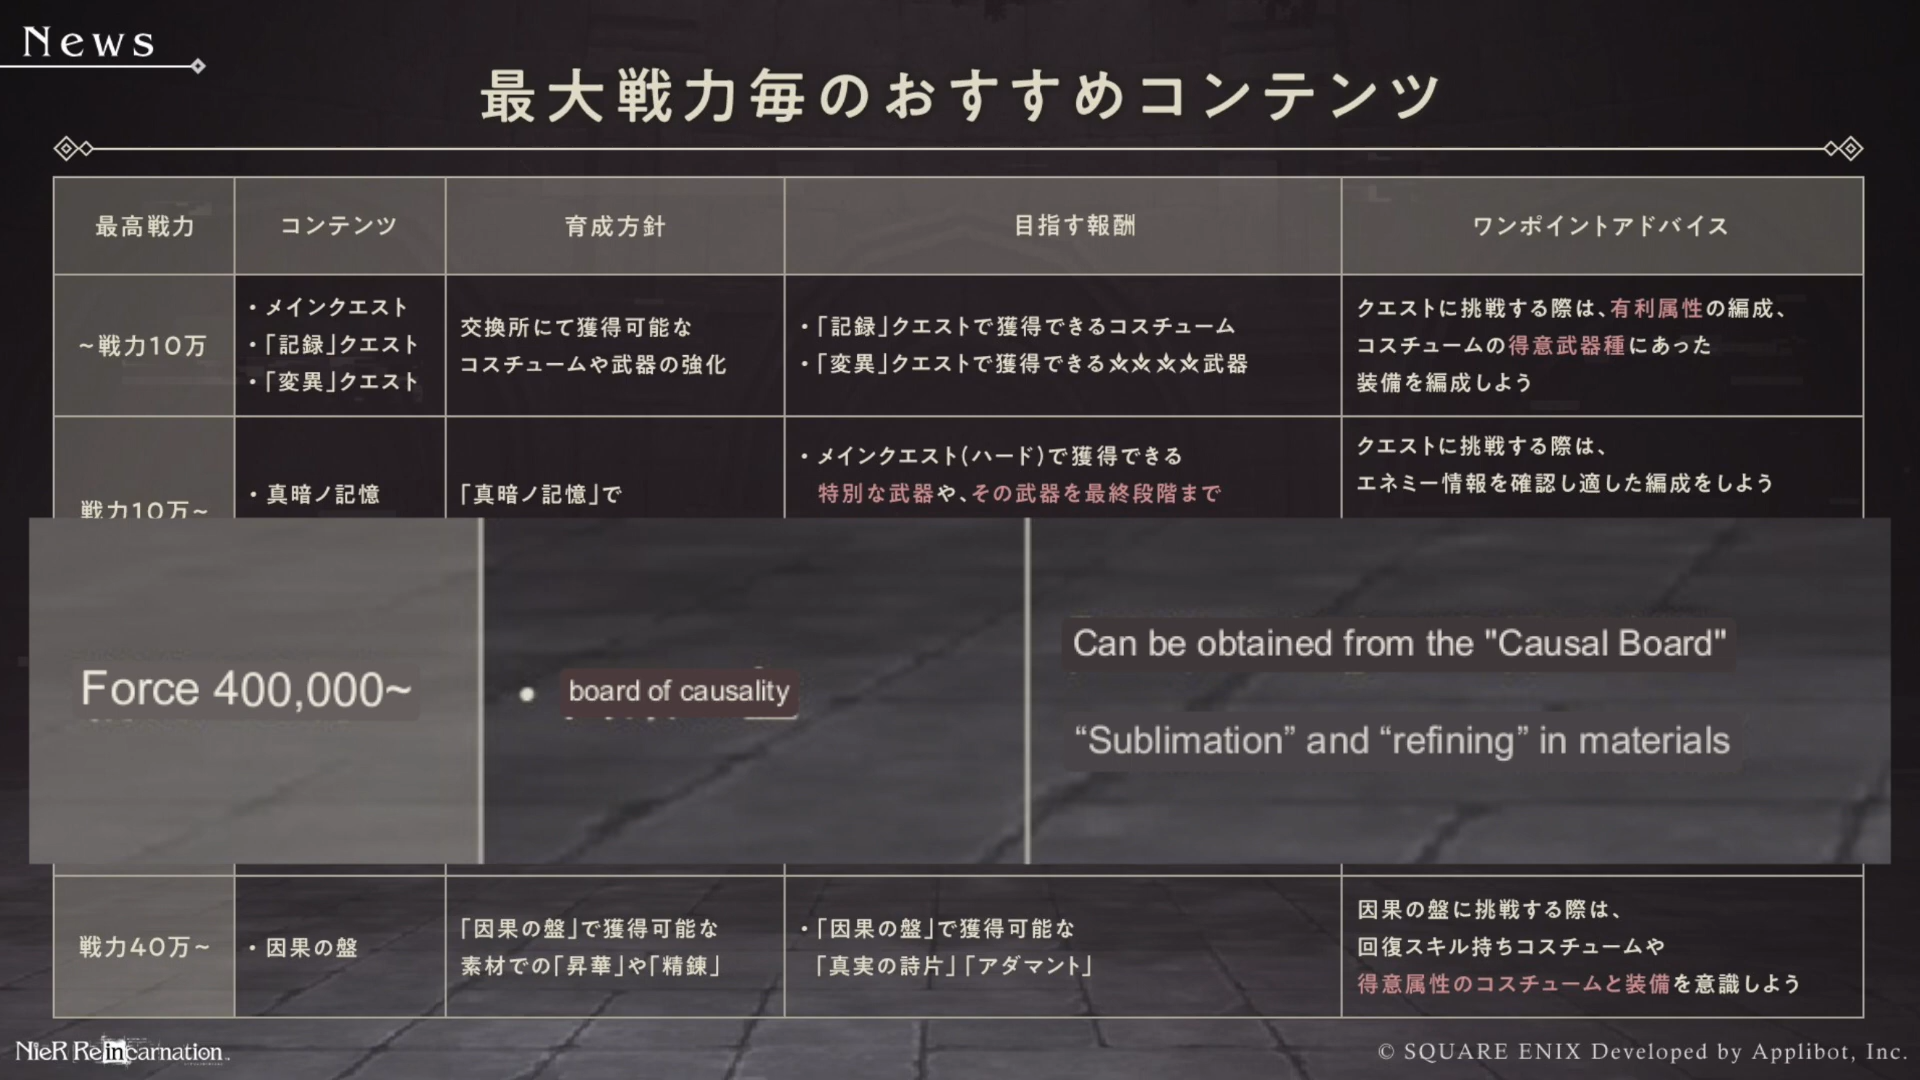 News
最大戦力毎のおすすめコンテンツ
最高戦力
コンテンツ
育成方針
目指す報酬
ワンポイントアドバイス
~戦力10万
・メインクエスト
・「記録」クエスト
・「変異」クエスト
交換所にて獲得可能な
コスチュームや武器の強化
・「記録」クエストで獲得できるコスチューム
・「変異」クエストで獲得できる★★★★武器
クエストに挑戦する際は、有利属性の編成、
コスチュームの得意武器種にあった
装備を編成しよう
戦力10万~
・真暗ノ記憶
「真暗ノ記憶」で
・メインクエスト(ハード)で獲得できる
特別な武器や、その武器を最終段階まで
クエストに挑戦する際は、
エネミー情報を確認し適した編成をしよう
Force 400,000~
• board of causality
Can be obtained from the "Causal Board"
“Sublimation” and “refining” in materials
戦力40万~
・因果の盤
「因果の盤」で獲得可能な
素材での「昇華」や「精錬」
・「因果の盤」で獲得可能な
「真実の詩片」「アダマント」
因果の盤に挑戦する際は、
回復スキル持ちコスチュームや
得意属性のコスチュームと装備を意識しよう
NieR Re[in]carnation
© SQUARE ENIX Developed by Applibot, Inc.